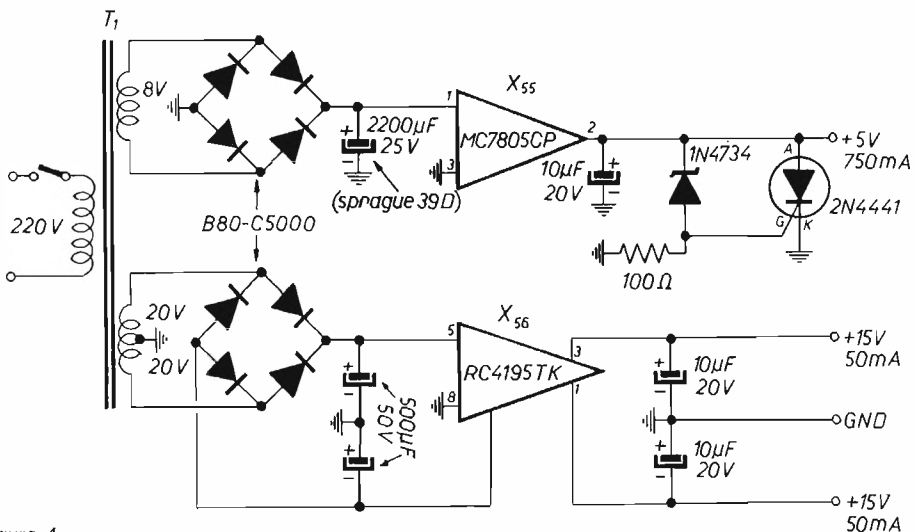 T1
8V
220V
1
X55
MC7805CP
2
3
+
2200µF
25V
-
(sprague 39D)
+
10µF
20V
-
1N4734
A
G
K
2N4441
+5V
750mA
100Ω
B80-C5000
20V
20V
+
-
500µF
50V
+
-
5
X56
RC4195TK
8
3
1
+
10µF
20V
-
+
10µF
20V
-
+15V
50mA
GND
+15V
50mA